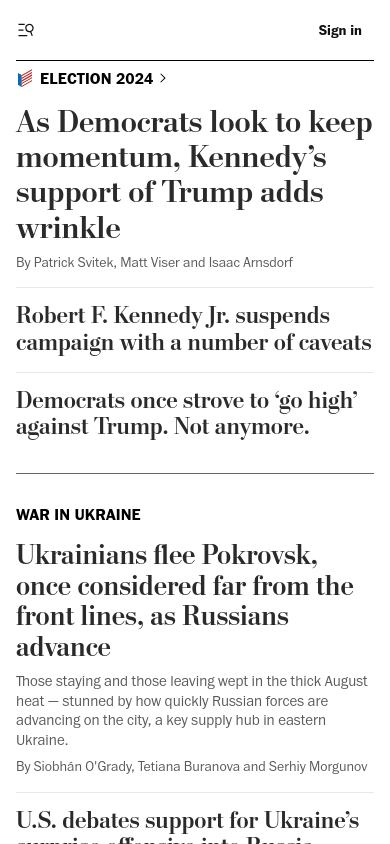 Sign in
ELECTION 2024
As Democrats look to keep
momentum, Kennedy’s
support of Trump adds
wrinkle
By Patrick Svitek, Matt Viser and Isaac Arnsdorf
Robert F. Kennedy Jr. suspends
campaign with a number of caveats
Democrats once strove to ‘go high’
against Trump. Not anymore.
WAR IN UKRAINE
Ukrainians flee Pokrovsk,
once considered far from the
front lines, as Russians
advance
Those staying and those leaving wept in the thick August
heat — stunned by how quickly Russian forces are
advancing on the city, a key supply hub in eastern
Ukraine.
By Siobhán O'Grady, Tetiana Buranova and Serhiy Morgunov
U.S. debates support for Ukraine’s
surprise offensive into Russia